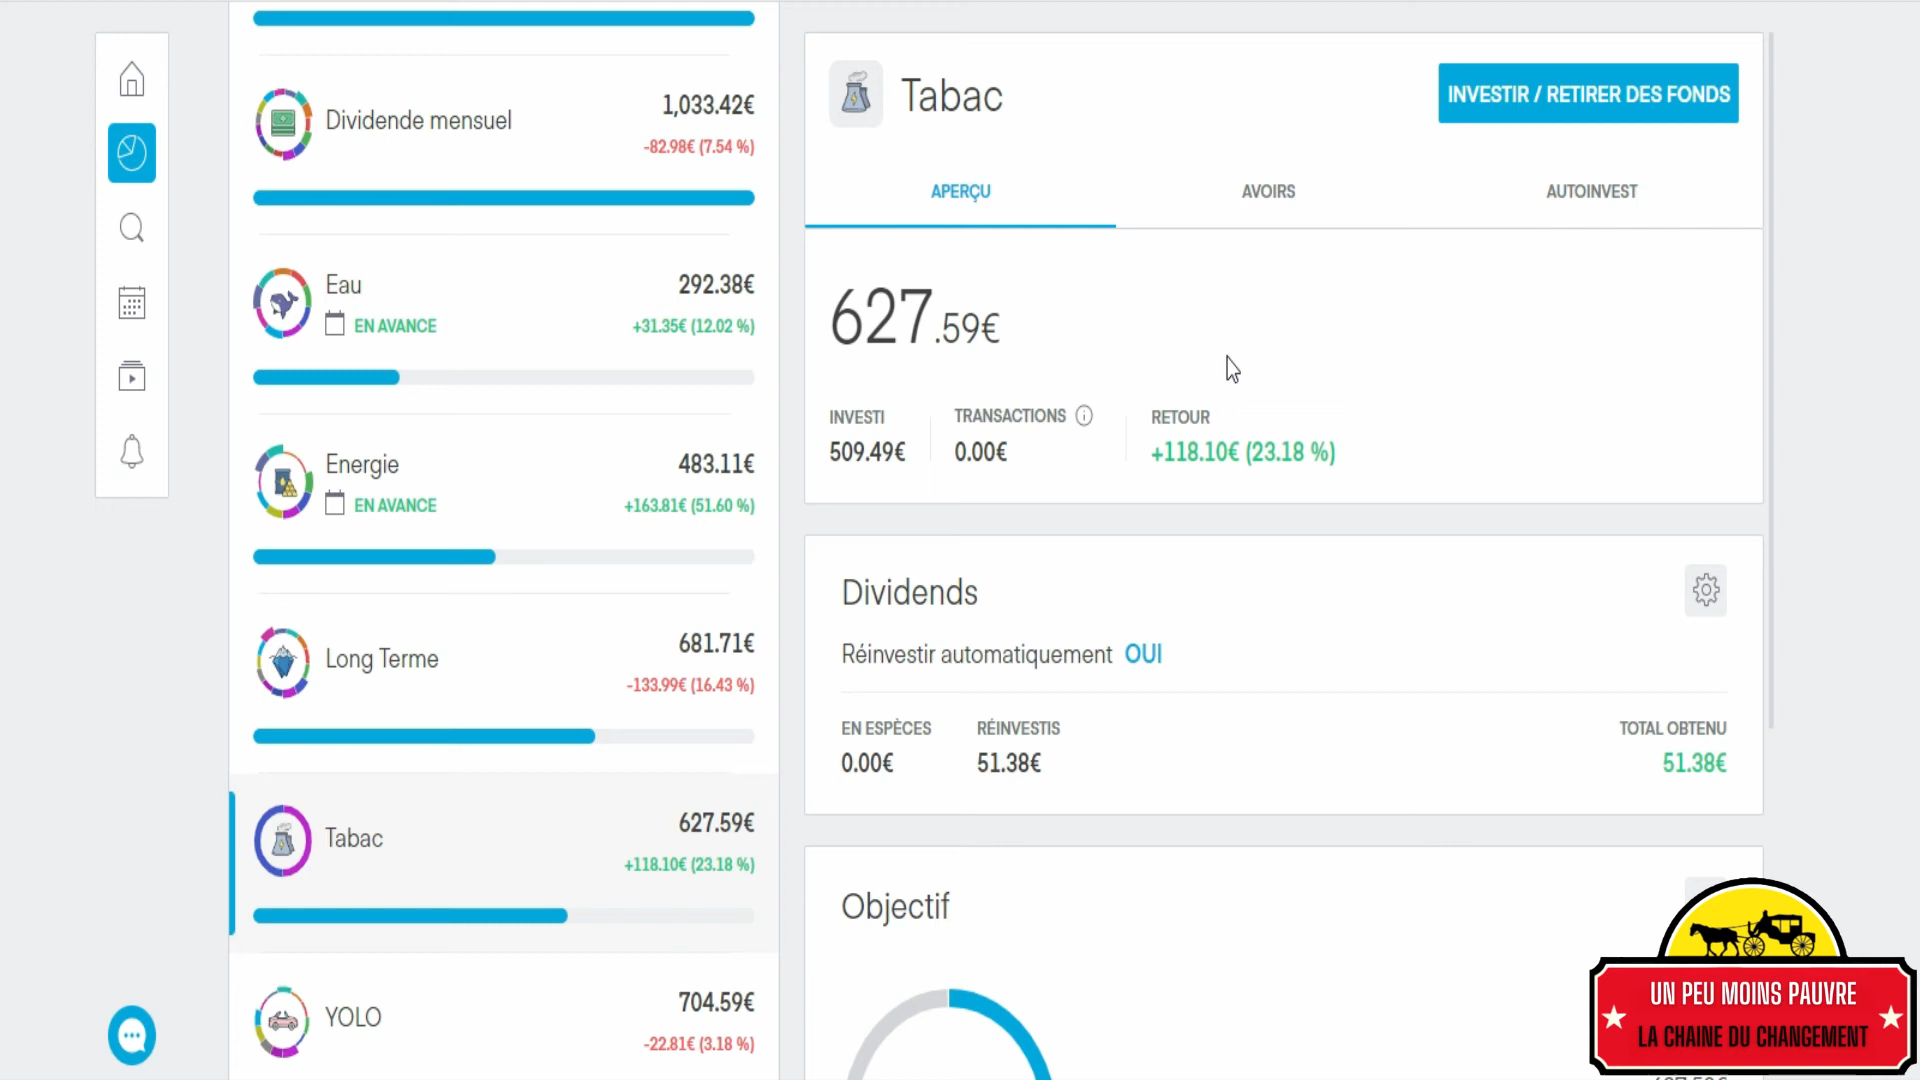 Dividende mensuel
1,033.42€
-82.98€ (7.54 %)
Eau
292.38€
EN AVANCE
+31.35€ (12.02 %)
Energie
483.11€
EN AVANCE
+163.81€ (51.60 %)
Long Terme
681.71€
-133.99€ (16.43 %)
Tabac
627.59€
+118.10€ (23.18 %)
YOLO
704.59€
-22.81€ (3.18 %)
Tabac
INVESTIR / RETIRER DES FONDS
APERÇU
AVOIRS
AUTOINVEST
627.59€
INVESTI
TRANSACTIONS
RETOUR
509.49€
0.00€
+118.10€ (23.18 %)
Dividends
Réinvestir automatiquement OUI
EN ESPÈCES
RÉINVESTIS
TOTAL OBTENU
0.00€
51.38€
51.38€
Objectif
UN PEU MOINS PAUVRE
LA CHAINE DU CHANGEMENT